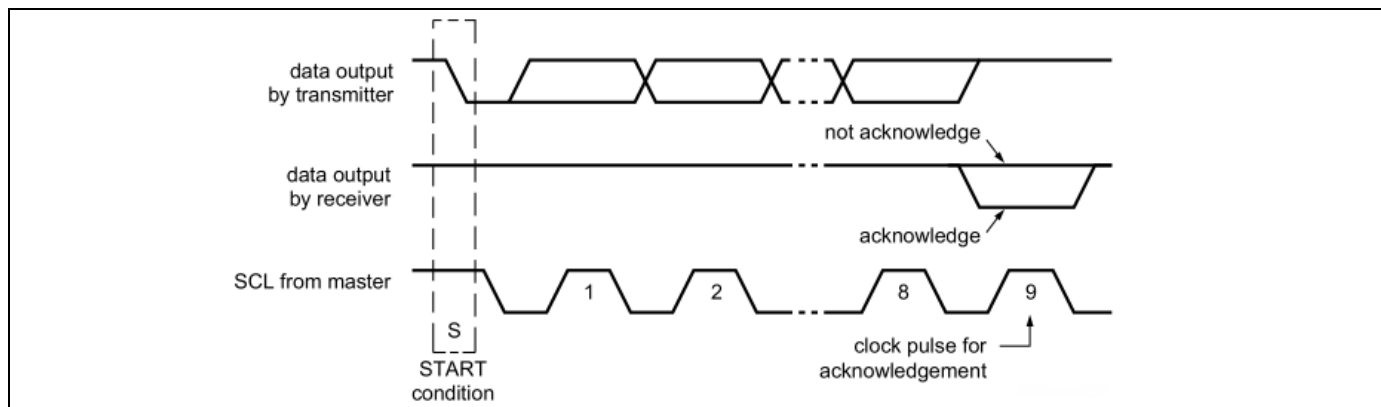 data output
by transmitter
not acknowledge
data output
by receiver
acknowledge
SCL from master
1
2
8
9
S
START
condition
clock pulse for
acknowledgement